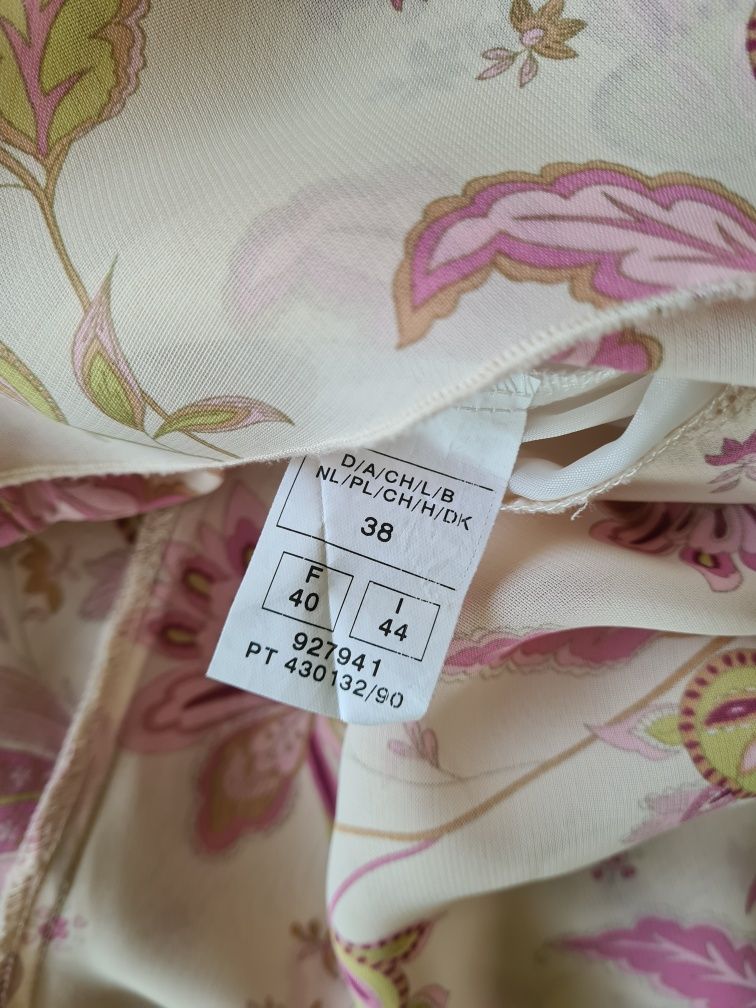 D/A/CH/L/B
NL/PL/CH/H/DK
38
F
40
I
44
927941
PT 430132/90